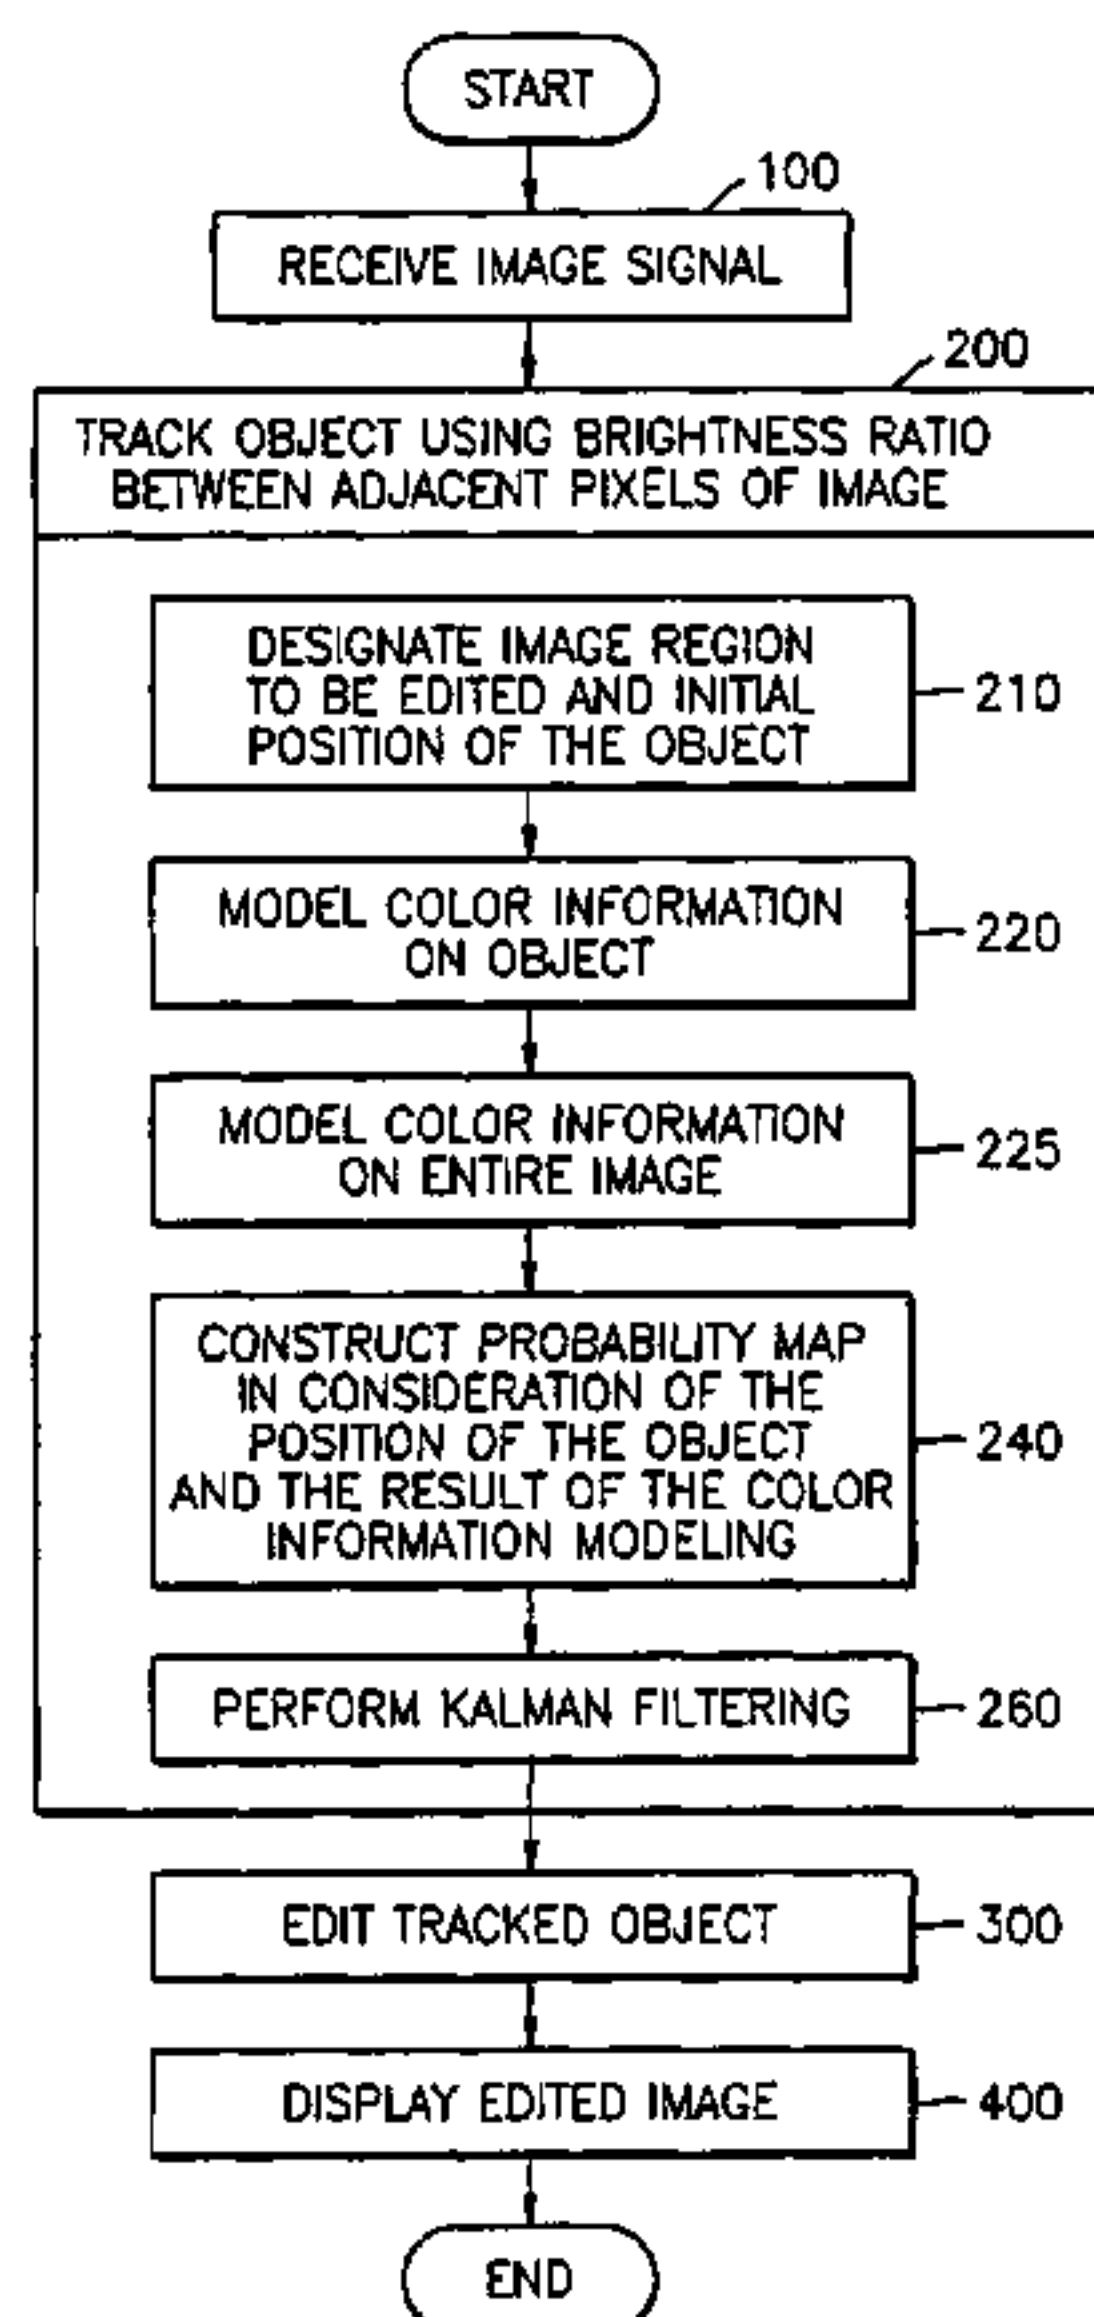 START
100
RECEIVE IMAGE SIGNAL
200
TRACK OBJECT USING BRIGHTNESS RATIO
BETWEEN ADJACENT PIXELS OF IMAGE
DESIGNATE IMAGE REGION
TO BE EDITED AND INITIAL
POSITION OF THE OBJECT
210
MODEL COLOR INFORMATION
ON OBJECT
220
MODEL COLOR INFORMATION
ON ENTIRE IMAGE
225
CONSTRUCT PROBABILITY MAP
IN CONSIDERATION OF THE
POSITION OF THE OBJECT
AND THE RESULT OF THE COLOR
INFORMATION MODELING
240
PERFORM KALMAN FILTERING
260
EDIT TRACKED OBJECT
300
DISPLAY EDITED IMAGE
400
END